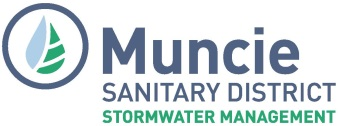 Muncie
SANITARY DISTRICT
STORMWATER MANAGEMENT